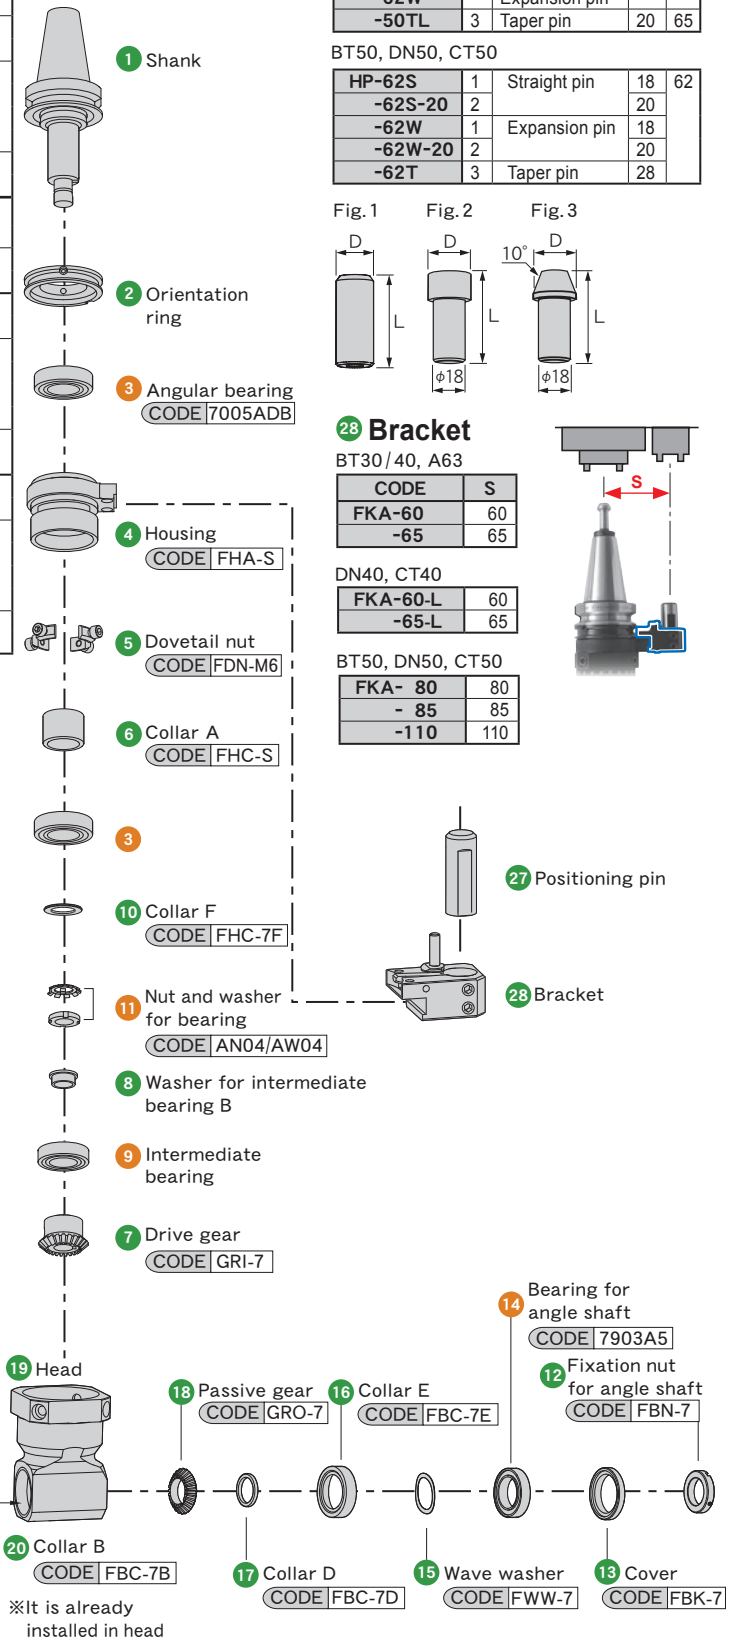 -50TL 3 Taper pin 20 65
BT50, DN50, CT50
HP-62S 1 Straight pin 18 62
-62S-20 2 20
-62W 1 Expansion pin 18
-62W-20 2 20
-62T 3 Taper pin 28
Fig.1 Fig.2 Fig.3
D D D
10°
L L L
φ18 φ18
28 Bracket
BT30/40, A63
CODE S
FKA-60 60
-65 65
DN40, CT40
FKA-60-L 60
-65-L 65
BT50, DN50, CT50
FKA- 80 80
- 85 85
-110 110
S
1 Shank
2 Orientation
ring
3 Angular bearing
CODE 7005ADB
4 Housing
CODE FHA-S
5 Dovetail nut
CODE FDN-M6
6 Collar A
CODE FHC-S
3
10 Collar F
CODE FHC-7F
11 Nut and washer
for bearing
CODE AN04/AW04
8 Washer for intermediate
bearing B
9 Intermediate
bearing
7 Drive gear
CODE GRI-7
27 Positioning pin
28 Bracket
19 Head
18 Passive gear
CODE GRO-7
16 Collar E
CODE FBC-7E
14 Bearing for
angle shaft
CODE 7903A5
12 Fixation nut
for angle shaft
CODE FBN-7
20 Collar B
CODE FBC-7B
※It is already
installed in head
17 Collar D
CODE FBC-7D
15 Wave washer
CODE FWW-7
13 Cover
CODE FBK-7